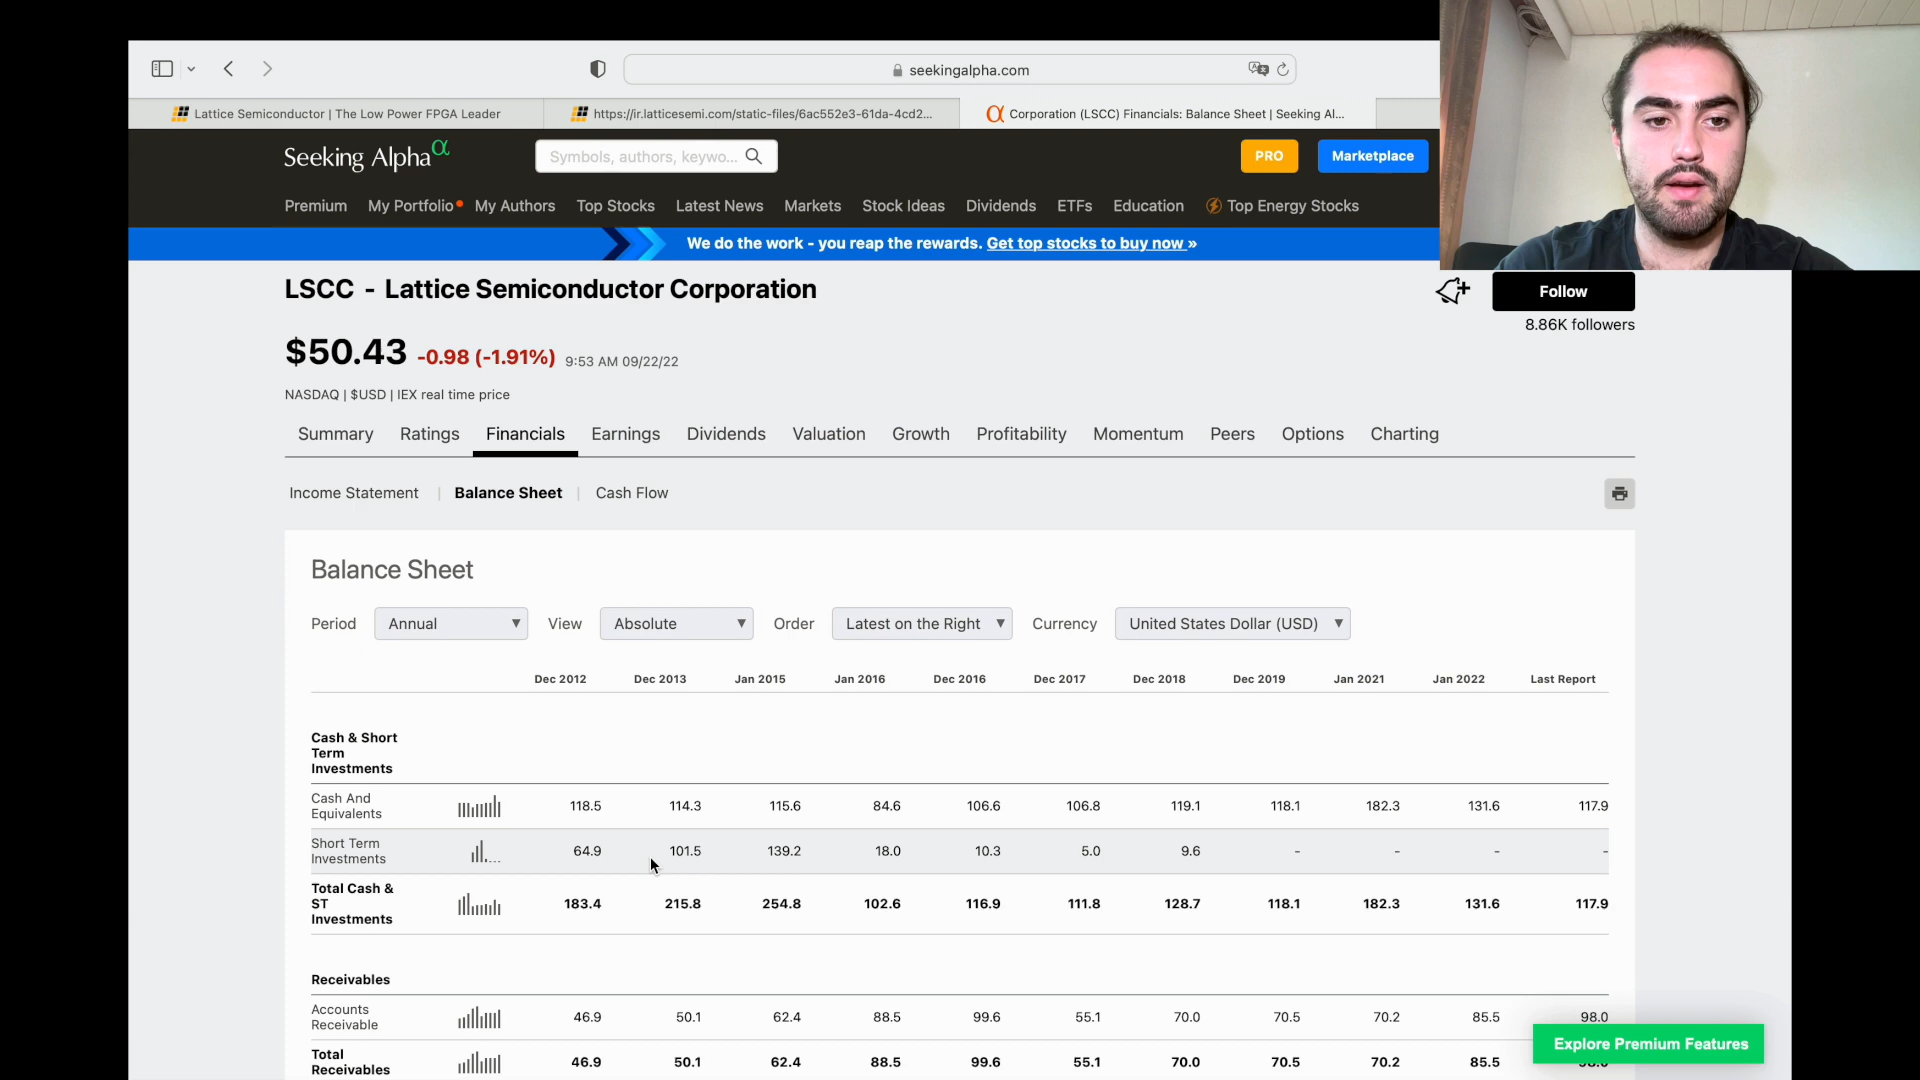 seekingalpha.com
Lattice Semiconductor | The Low Power FPGA Leader
https://ir.latticesemi.com/static-files/6ac552e3-61da-4cd2...
Corporation (LSCC) Financials: Balance Sheet | Seeking Al...
Seeking Alpha α
Symbols, authors, keywo...
PRO
Marketplace
Premium My Portfolio My Authors Top Stocks Latest News Markets Stock Ideas Dividends ETFs Education Top Energy Stocks
We do the work - you reap the rewards. Get top stocks to buy now »
LSCC - Lattice Semiconductor Corporation
Follow
8.86K followers
$50.43 -0.98 (-1.91%) 9:53 AM 09/22/22
NASDAQ | $USD | IEX real time price
Summary Ratings Financials Earnings Dividends Valuation Growth Profitability Momentum Peers Options Charting
Income Statement | Balance Sheet | Cash Flow
Balance Sheet
Period Annual View Absolute Order Latest on the Right Currency United States Dollar (USD)
Dec 2012 Dec 2013 Jan 2015 Jan 2016 Dec 2016 Dec 2017 Dec 2018 Dec 2019 Jan 2021 Jan 2022 Last Report
Cash & Short
Term
Investments
Cash And
Equivalents
118.5 114.3 115.6 84.6 106.6 106.8 119.1 118.1 182.3 131.6 117.9
Short Term
Investments
64.9 101.5 139.2 18.0 10.3 5.0 9.6 - - - -
Total Cash &
ST
Investments
183.4 215.8 254.8 102.6 116.9 111.8 128.7 118.1 182.3 131.6 117.9
Receivables
Accounts
Receivable
46.9 50.1 62.4 88.5 99.6 55.1 70.0 70.5 70.2 85.5 98.0
Total
Receivables
46.9 50.1 62.4 88.5 99.6 55.1 70.0 70.5 70.2 85.5
Explore Premium Features